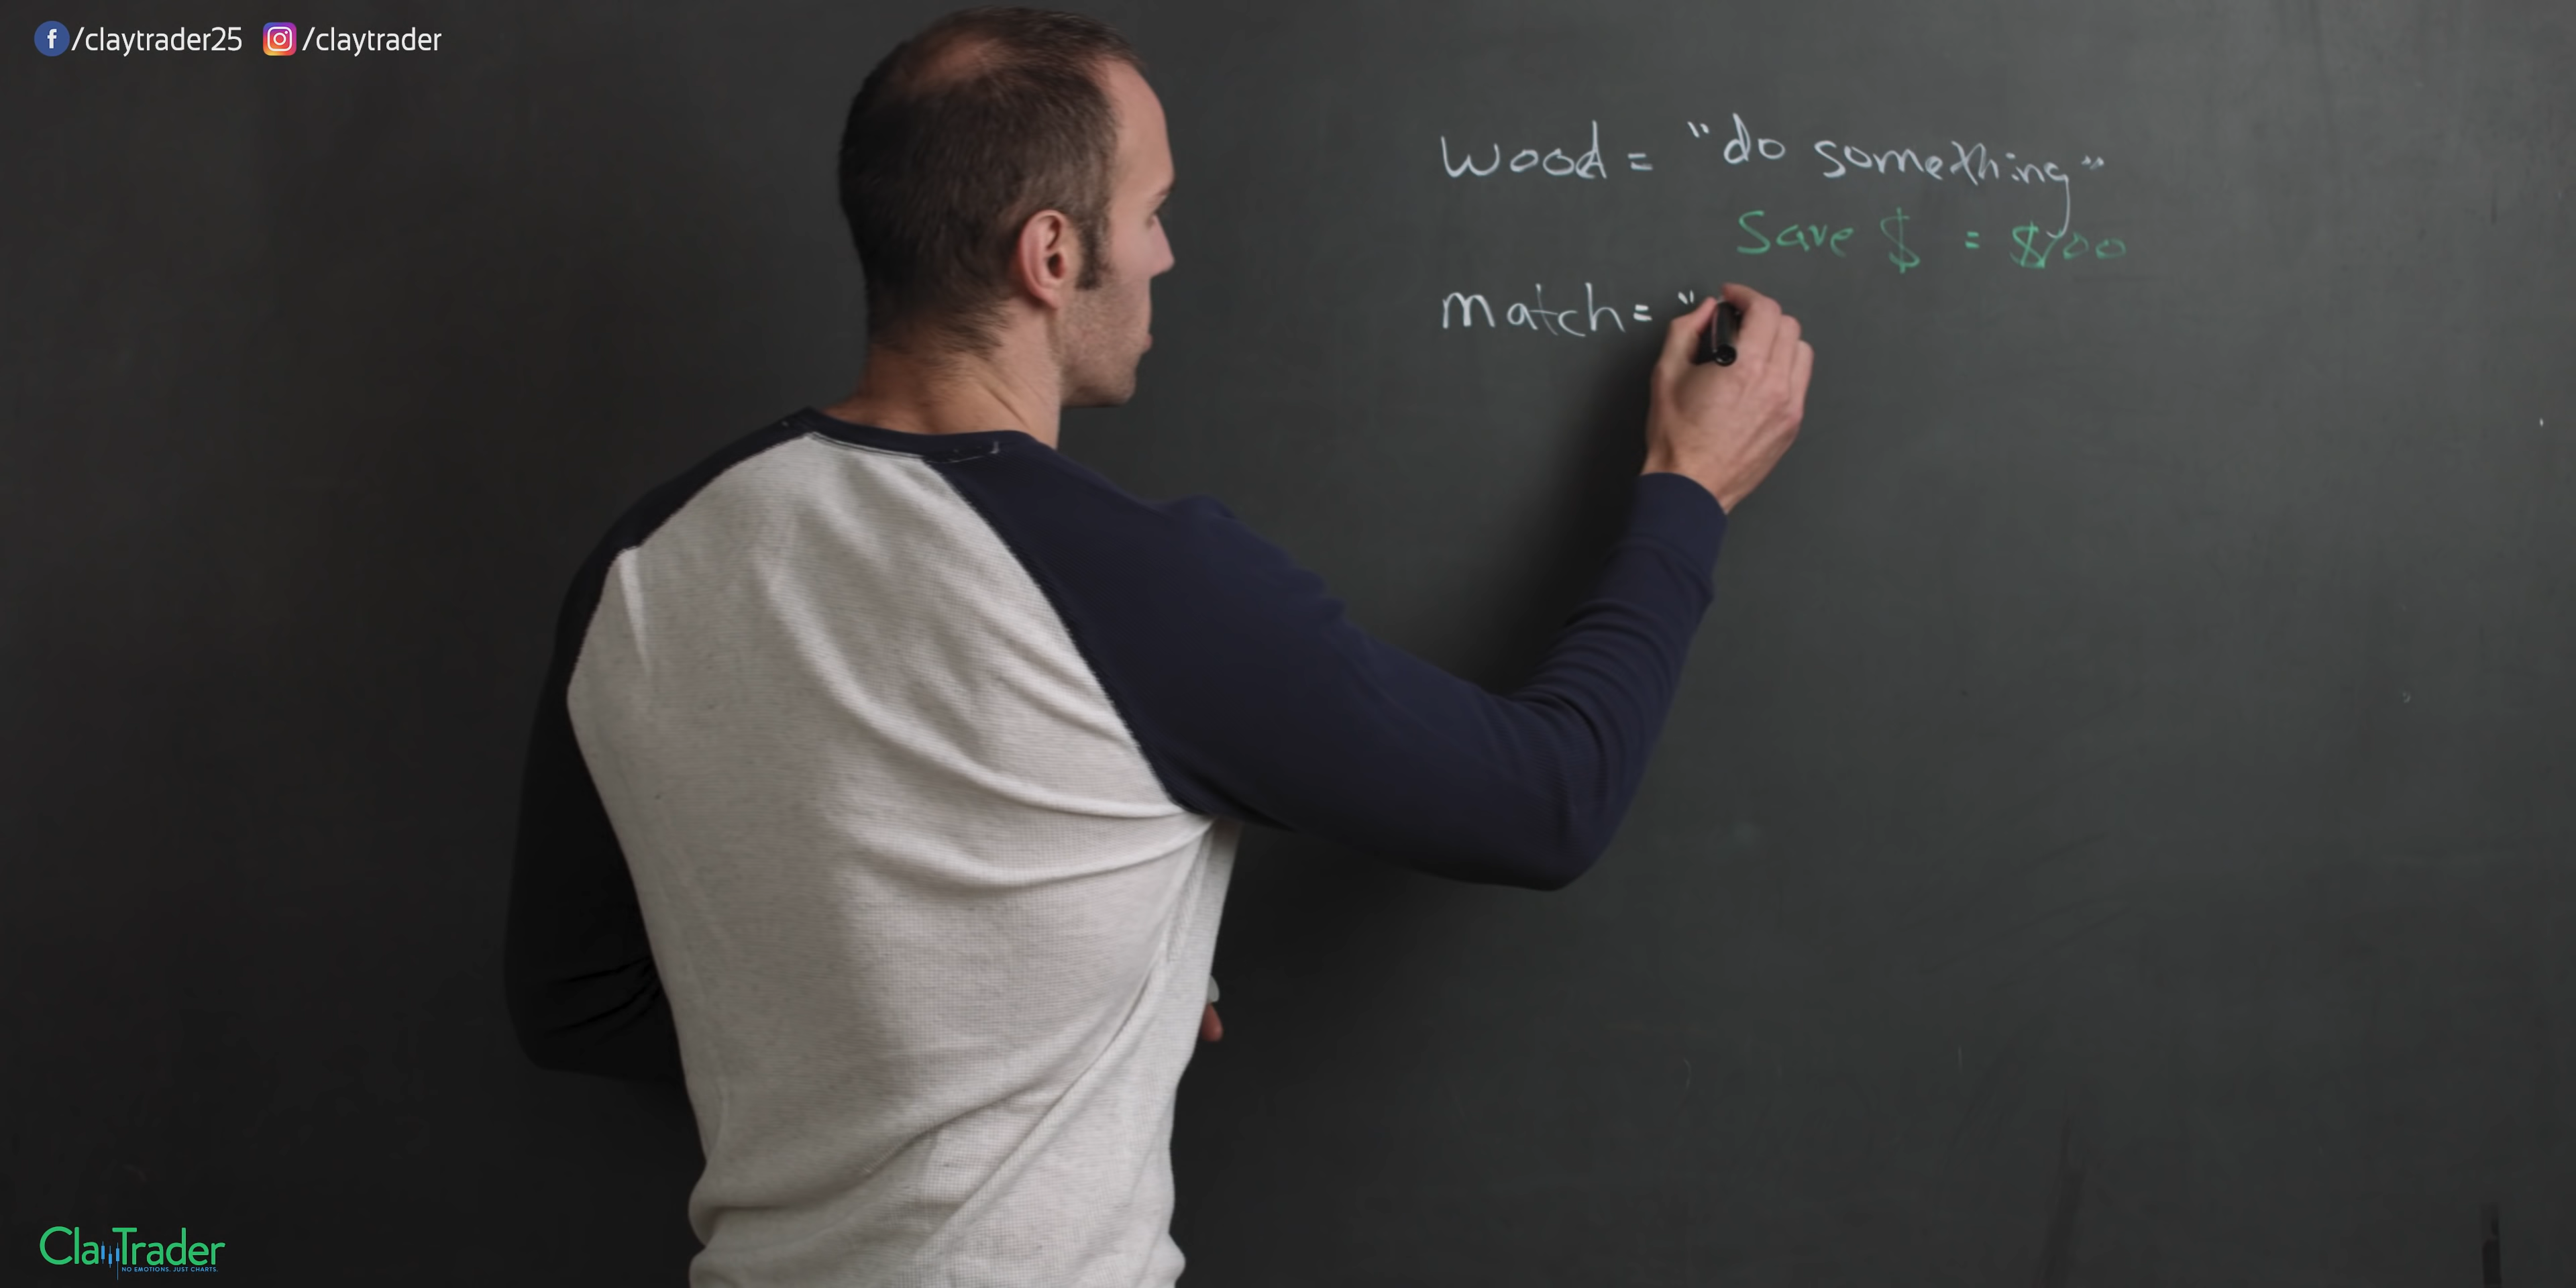 /claytrader25 /claytrader
wood = "do something"
Save $ = $100
match = "
ClayTrader
NO EMOTIONS. JUST CHARTS.